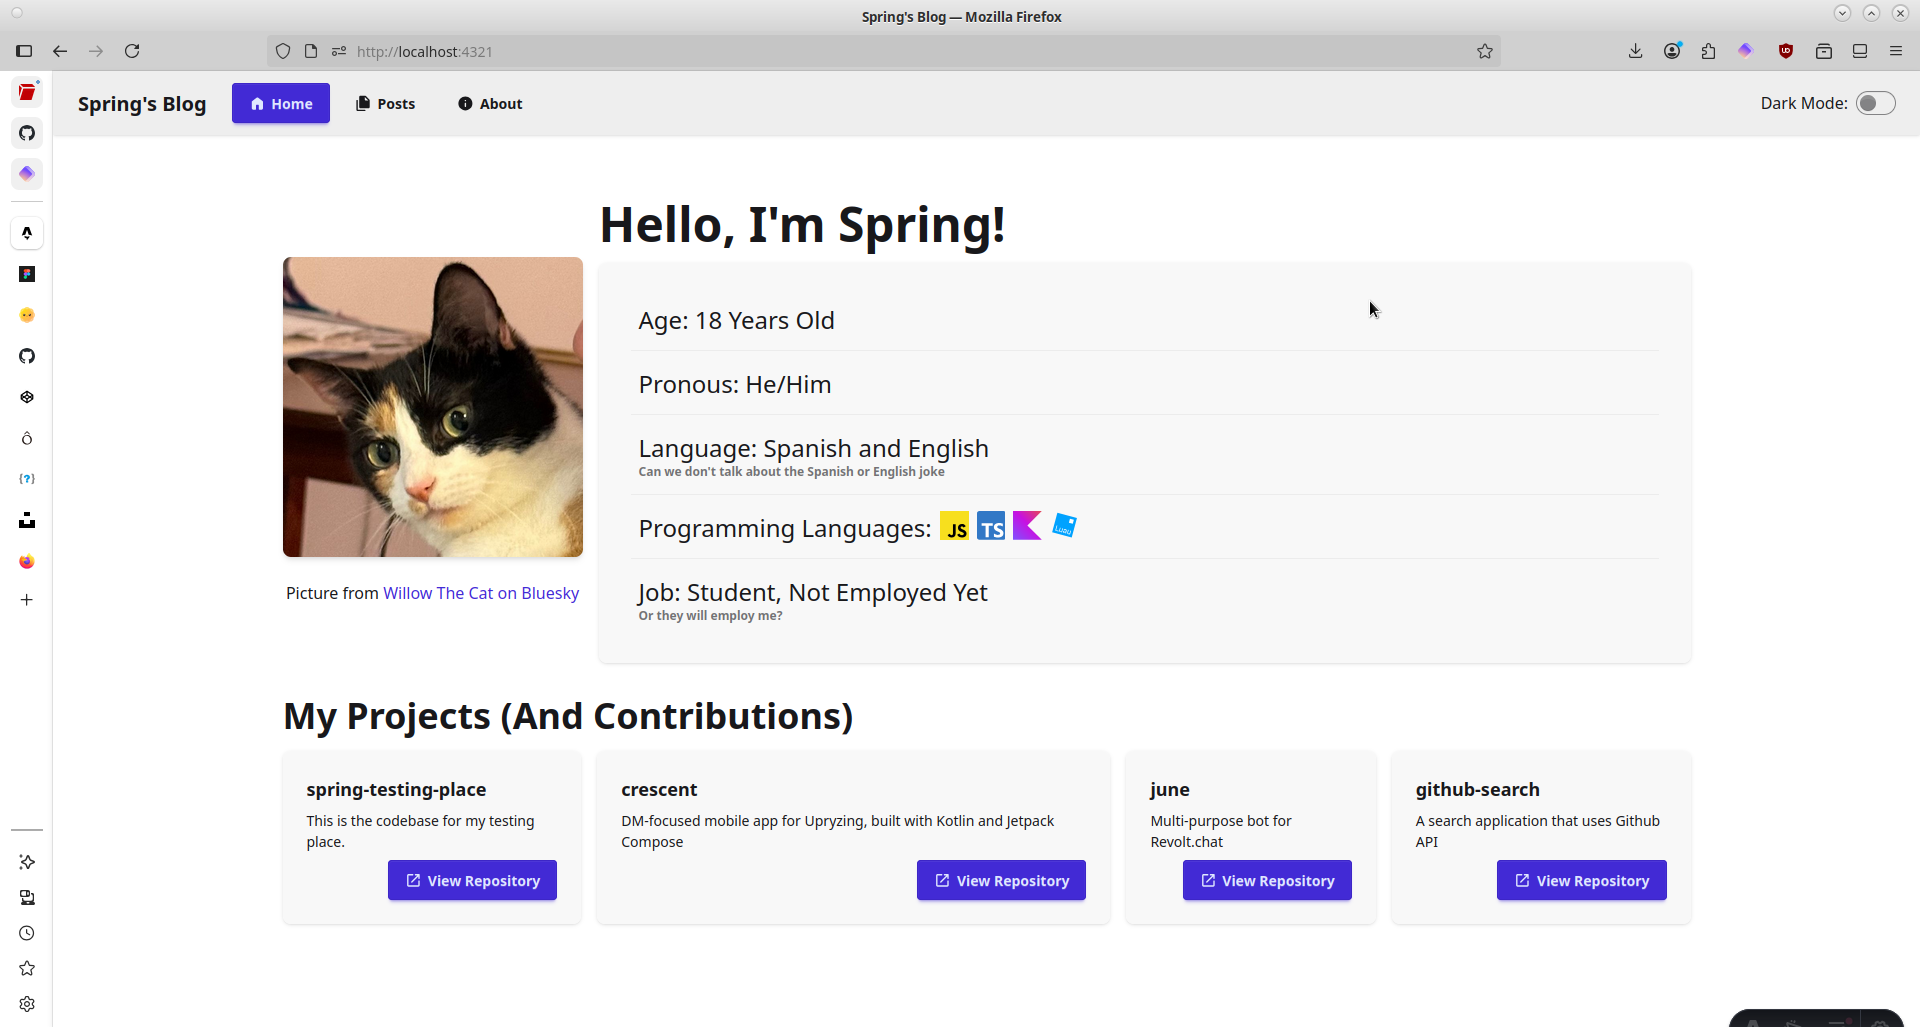 Spring's Blog — Mozilla Firefox
http://localhost:4321
Spring's Blog
Home
Posts
About
Dark Mode:
Hello, I'm Spring!
Age: 18 Years Old
Pronous: He/Him
Language: Spanish and English
Can we don't talk about the Spanish or English joke
Programming Languages: JS TS Luau
Job: Student, Not Employed Yet
Or they will employ me?
Picture from Willow The Cat on Bluesky
My Projects (And Contributions)
spring-testing-place
This is the codebase for my testing
place.
View Repository
crescent
DM-focused mobile app for Upryzing, built with Kotlin and Jetpack
Compose
View Repository
june
Multi-purpose bot for
Revolt.chat
View Repository
github-search
A search application that uses Github
API
View Repository